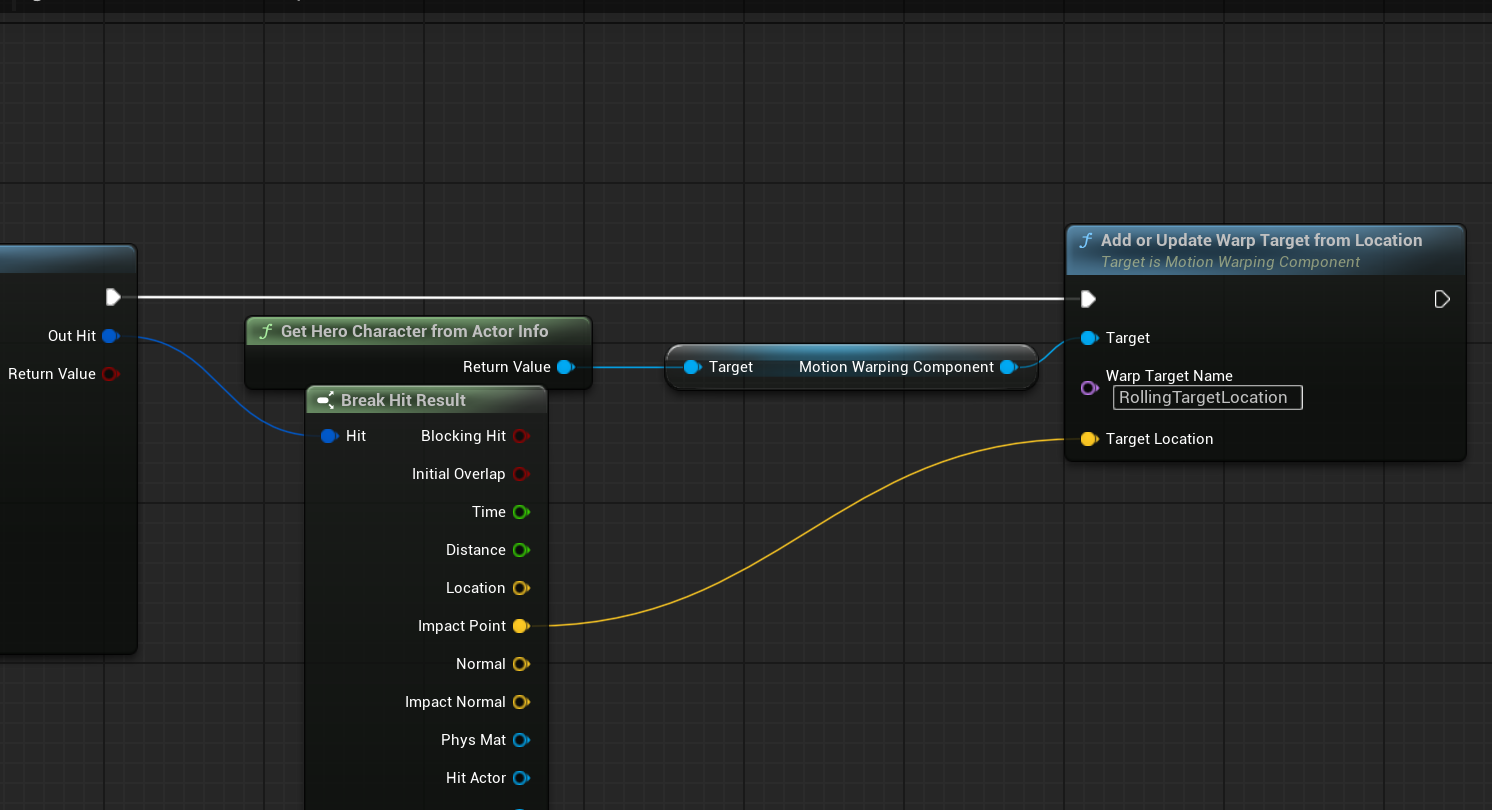 Out Hit
Return Value
Get Hero Character from Actor Info
Return Value
Break Hit Result
Hit
Blocking Hit
Initial Overlap
Time
Distance
Location
Impact Point
Normal
Impact Normal
Phys Mat
Hit Actor
Target
Motion Warping Component
Add or Update Warp Target from Location
Target is Motion Warping Component
Target
Warp Target Name
RollingTargetLocation
Target Location